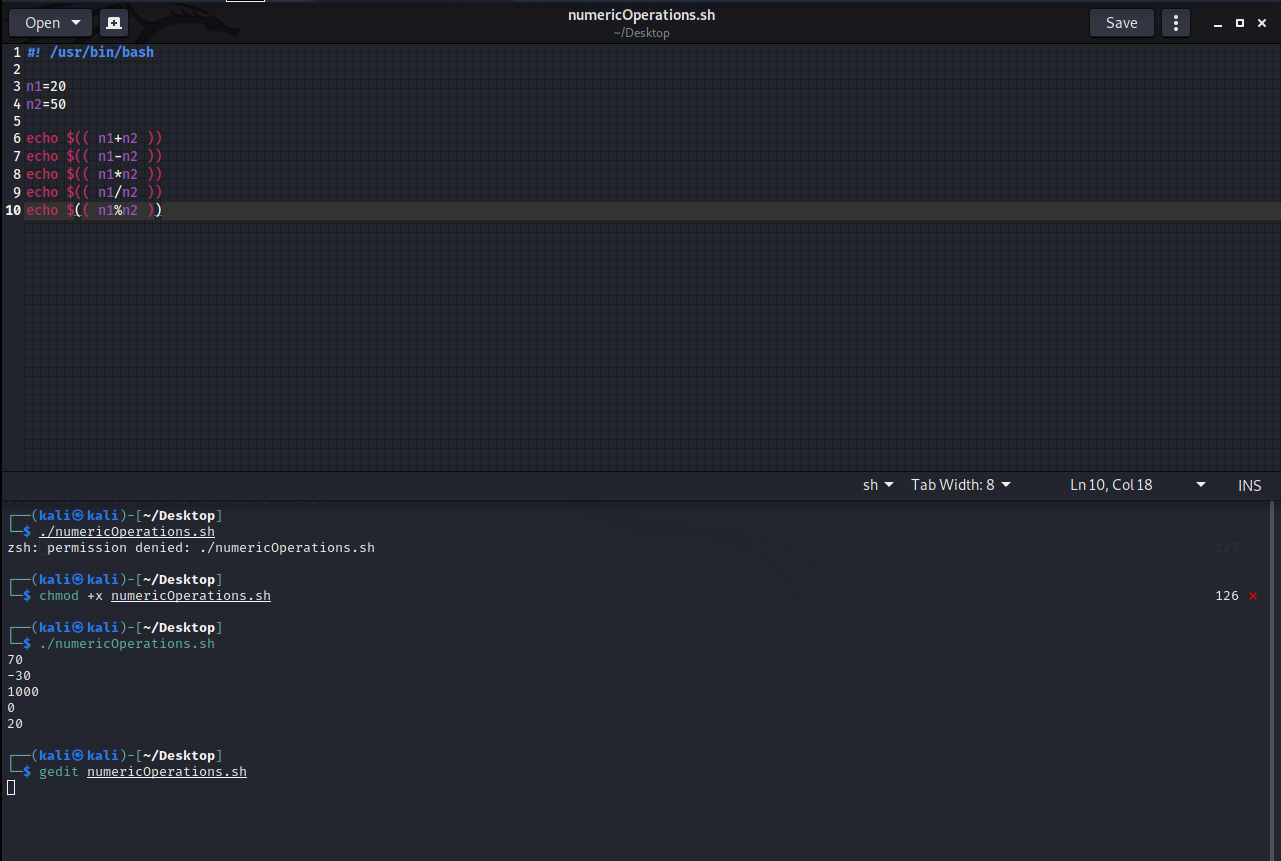 Open
numericOperations.sh
~/Desktop
Save
1 #! /usr/bin/bash
2
3 n1=20
4 n2=50
5
6 echo $(( n1+n2 ))
7 echo $(( n1-n2 ))
8 echo $(( n1*n2 ))
9 echo $(( n1/n2 ))
10 echo $(( n1%n2 ))
sh Tab Width: 8 Ln 10, Col 18 INS
┌──(kali㉿kali)-[~/Desktop]
└─$ ./numericOperations.sh
zsh: permission denied: ./numericOperations.sh 127
┌──(kali㉿kali)-[~/Desktop]
└─$ chmod +x numericOperations.sh 126 ⨯
┌──(kali㉿kali)-[~/Desktop]
└─$ ./numericOperations.sh
70
-30
1000
0
20
┌──(kali㉿kali)-[~/Desktop]
└─$ gedit numericOperations.sh